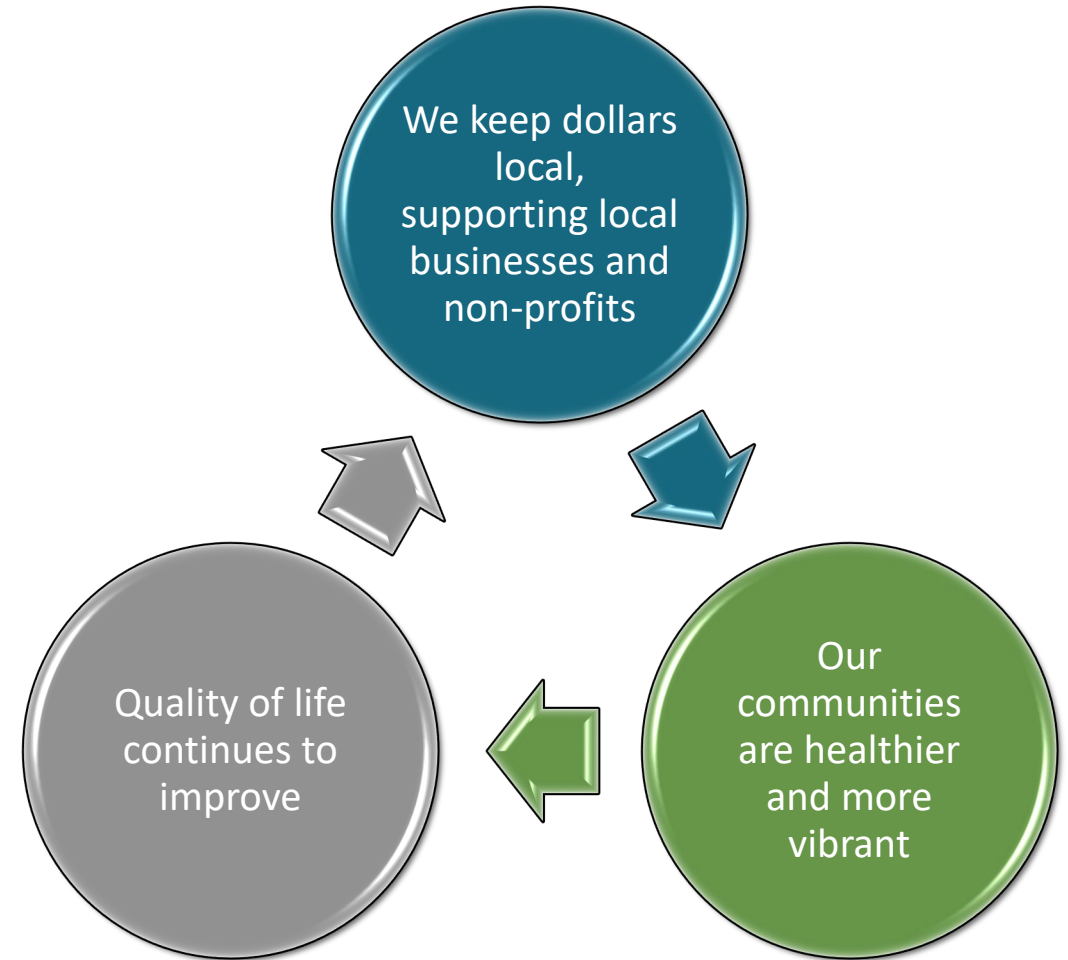 We keep dollars
local,
supporting local
businesses and
non-profits
Our
communities
are healthier
and more
vibrant
Quality of life
continues to
improve